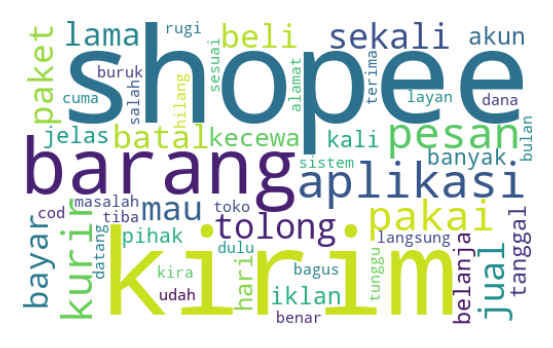 rugi
lama
beli
sekali
akun
paket
shopee
buruk
salah
hilang
sesuai
alamat
terima
layan
dana
cuma
jelas
batal
kecewa
kali
pesan
bulan
barang
sistem
banyak
aplikasi
masalah
cod
tiba
mau
toko
tolong
pakai
bayar
kurir
datang
pihak
kirim
dulu
hari
langsung
belanja
jual
tanggal
kira
bagus
tunggu
udah
iklan
benar